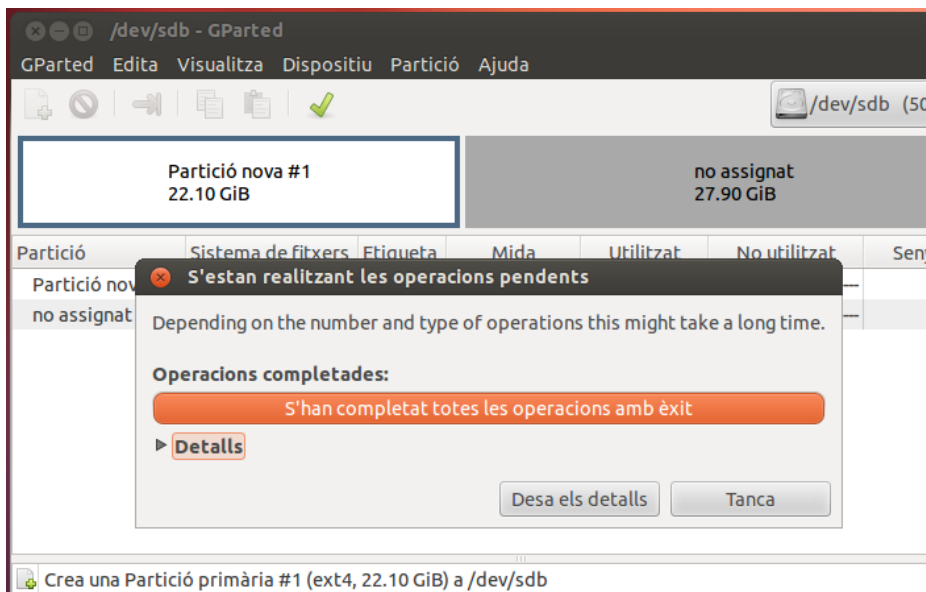 /dev/sdb - GParted
GParted Edita Visualitza Dispositiu Partició Ajuda
/dev/sdb (50
Partició nova #1
22.10 GiB
no assignat
27.90 GiB
Partició Sistema de fitxers Etiqueta Mida Utilitzat No utilitzat
Partició nov
no assignat
S'estan realitzant les operacions pendents
Depending on the number and type of operations this might take a long time.
Operacions completades:
S'han completat totes les operacions amb èxit
Detalls
Desa els detalls Tanca
Crea una Partició primària #1 (ext4, 22.10 GiB) a /dev/sdb